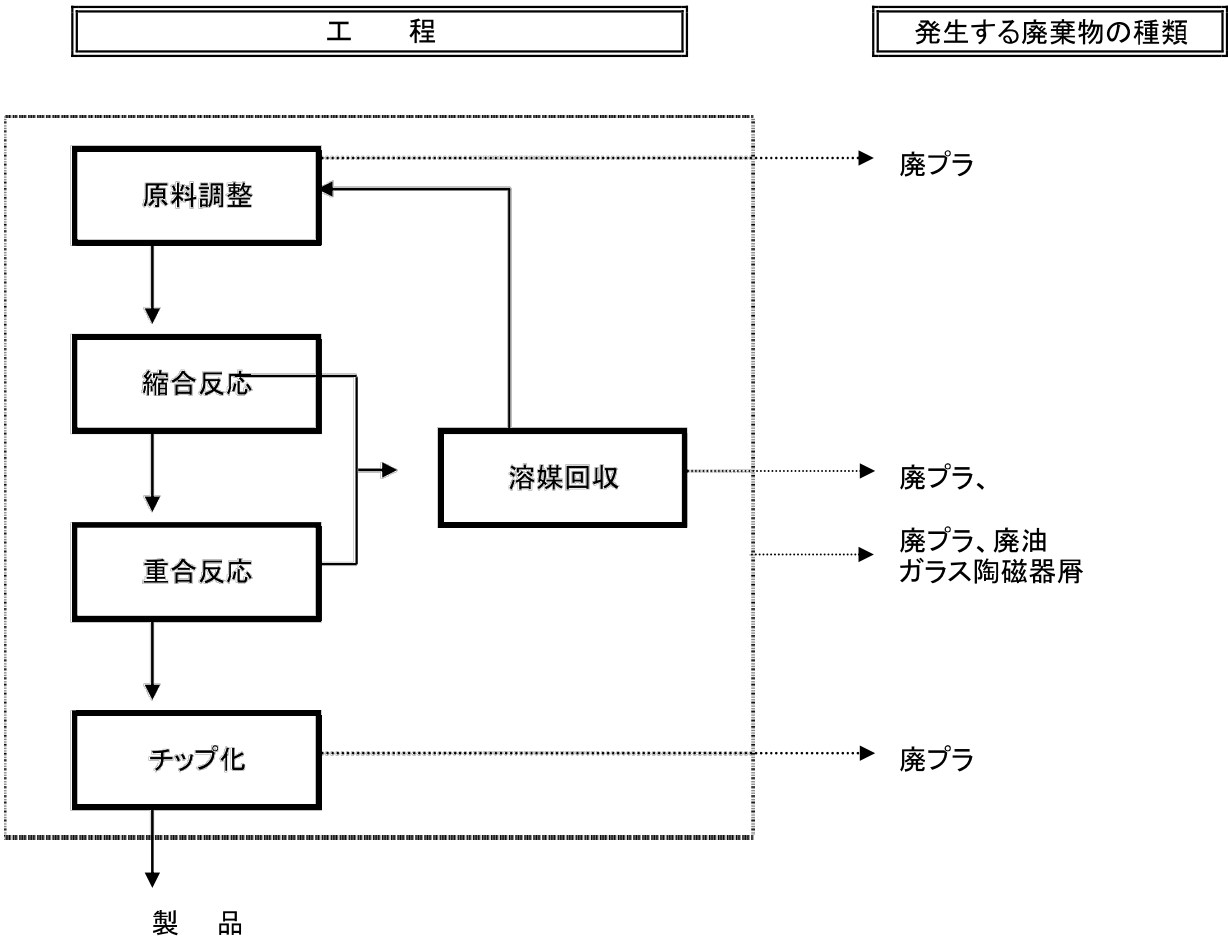 工　　程
発生する廃棄物の種類
廃プラ
原料調整
縮合反応
溶媒回収
廃プラ、
廃プラ、廃油
ガラス陶磁器屑
重合反応
チップ化
廃プラ
製　品